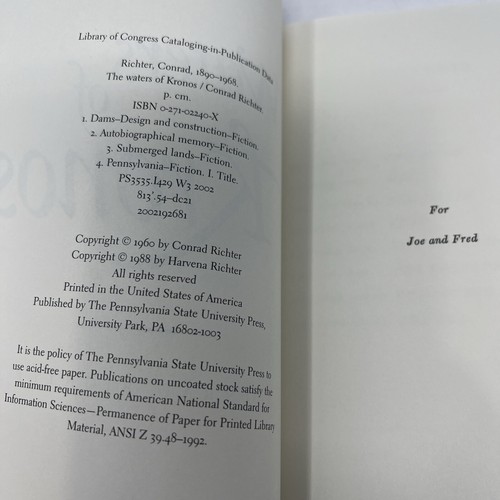 Library of Congress Cataloging-in-Publication Data
Richter, Conrad, 1890–1968.
The waters of Kronos / Conrad Richter.
p. cm.
ISBN 0-271-02240-X
1. Dams–Design and construction–Fiction.
2. Autobiographical memory–Fiction.
3. Submerged lands–Fiction.
4. Pennsylvania–Fiction. I. Title.
PS3535.I429 W3 2002
813'.54–dc21
2002192681
Copyright © 1960 by Conrad Richter
Copyright © 1988 by Harvena Richter
All rights reserved
Printed in the United States of America
Published by The Pennsylvania State University Press,
University Park, PA 16802-1003
It is the policy of The Pennsylvania State University Press to
use acid-free paper. Publications on uncoated stock satisfy the
minimum requirements of American National Standard for
Information Sciences—Permanence of Paper for Printed Library
Material, ANSI Z 39.48–1992.
For
Joe and Fred